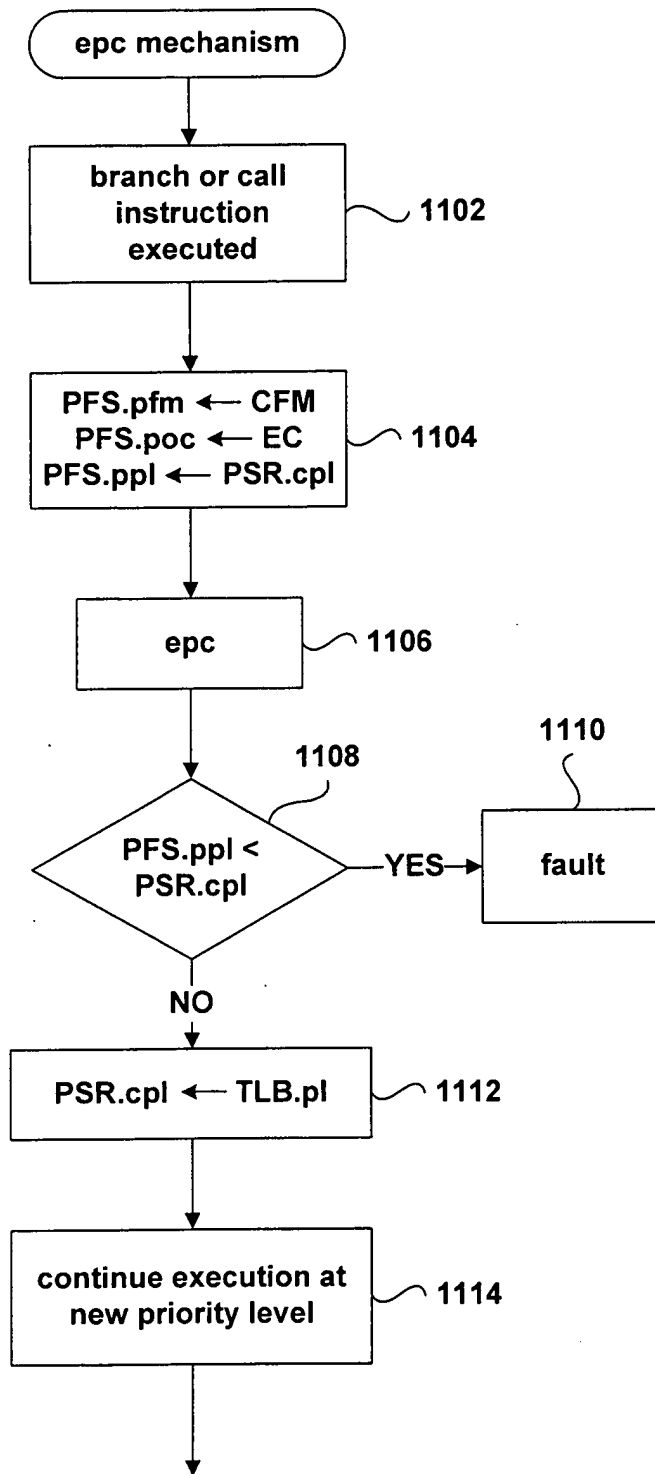 epc mechanism
branch or call
instruction
executed
1102
PFS.pfm ← CFM
PFS.poc ← EC
PFS.ppl ← PSR.cpl
1104
epc
1106
1108
PFS.ppl <
PSR.cpl
YES
1110
fault
NO
PSR.cpl ← TLB.pl
1112
continue execution at
new priority level
1114